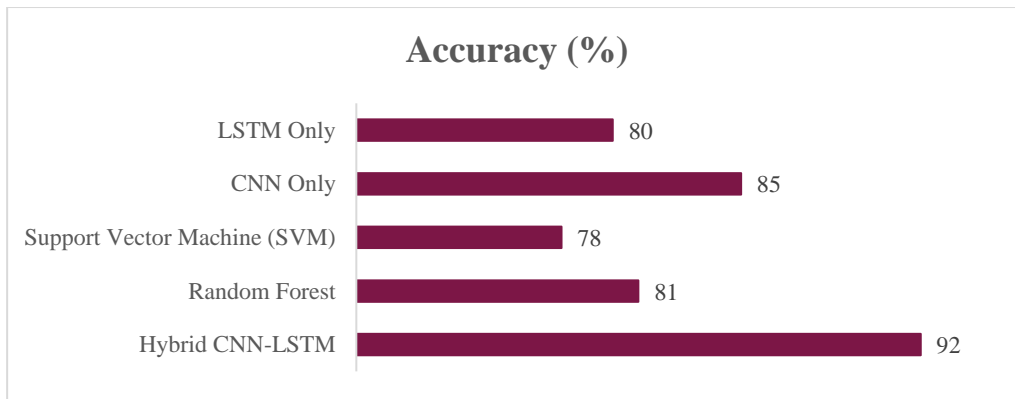 Accuracy (%)
LSTM Only 80
CNN Only 85
Support Vector Machine (SVM) 78
Random Forest 81
Hybrid CNN-LSTM 92